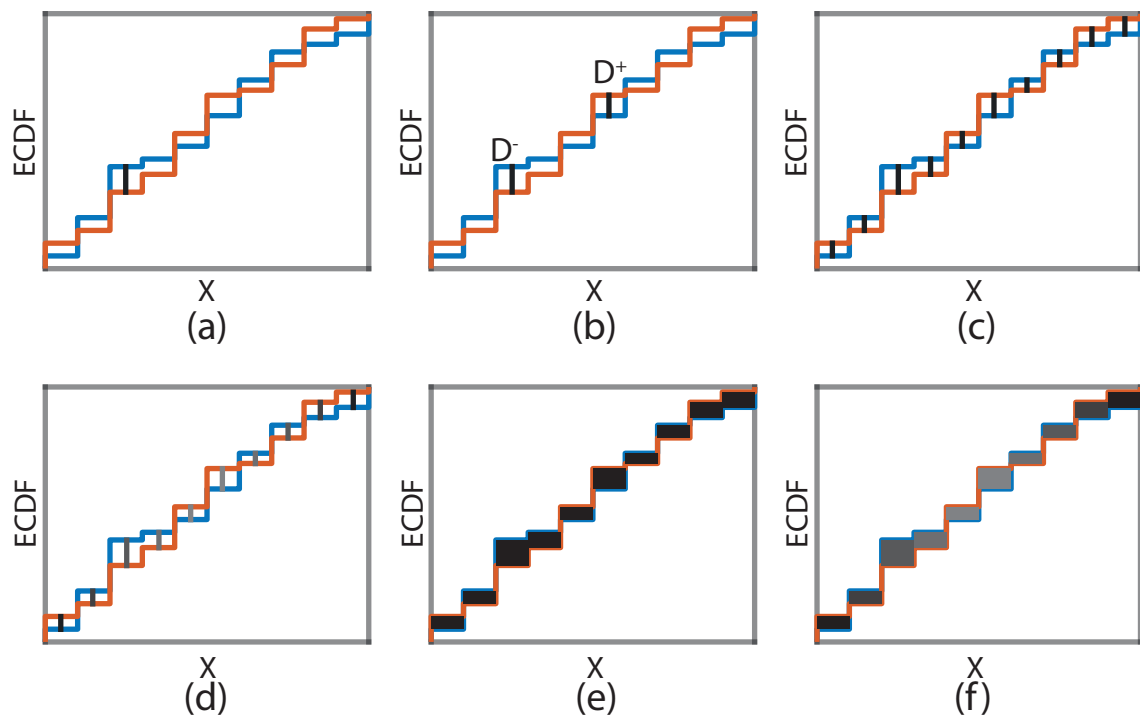 ECDF
X
(a)
ECDF
D⁻
D⁺
X
(b)
ECDF
X
(c)
ECDF
X
(d)
ECDF
X
(e)
ECDF
X
(f)